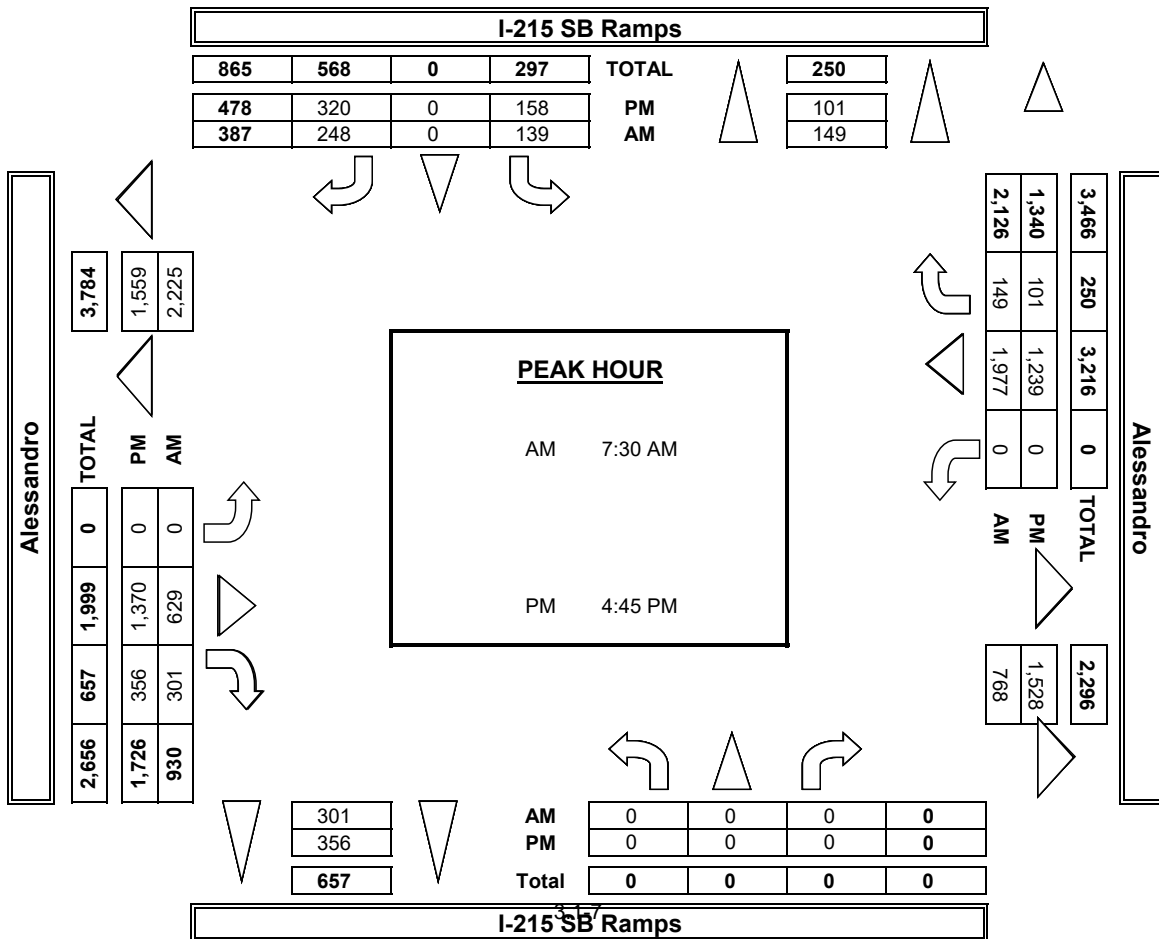 I-215 SB Ramps
865 568 0 297 TOTAL 250
478 320 0 158 PM 101
387 248 0 139 AM 149
Alessandro
3,784
1,559
2,225
TOTAL 0 1,999 657 2,656
PM 0 1,370 356 1,726
AM 0 629 301 930
PEAK HOUR
AM 7:30 AM
PM 4:45 PM
3,466 250 3,216 0 TOTAL
1,340 101 1,239 0 PM
2,126 149 1,977 0 AM
2,296
1,528
768
Alessandro
301 AM 0 0 0 0
356 PM 0 0 0 0
657 Total 0 0 0 0
3.1-7
I-215 SB Ramps